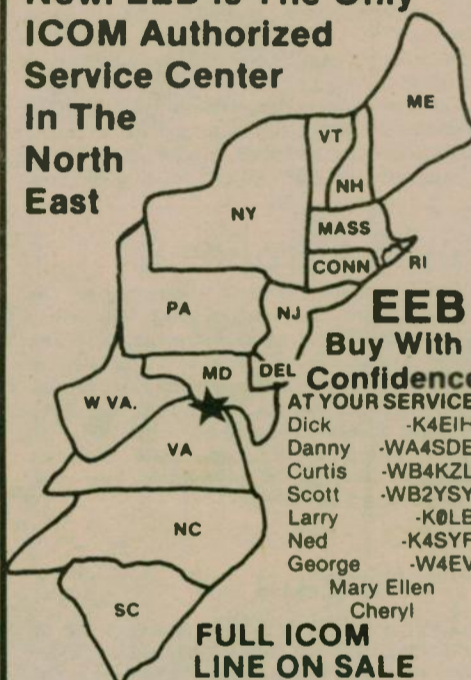 ICOM Authorized
Service Center
In The
North
East
ME
VT
NH
NY
MASS
CONN
RI
PA
NJ
EEB
Buy With
Confidence
MD
DEL
W VA.
AT YOUR SERVICE
Dick -K4EIH
Danny -WA4SDE
Curtis -WB4KZL
Scott -WB2YSY
Larry -KØLB
Ned -K4SYF
George -W4EV
Mary Ellen
Cheryl
VA
NC
SC
FULL ICOM
LINE ON SALE